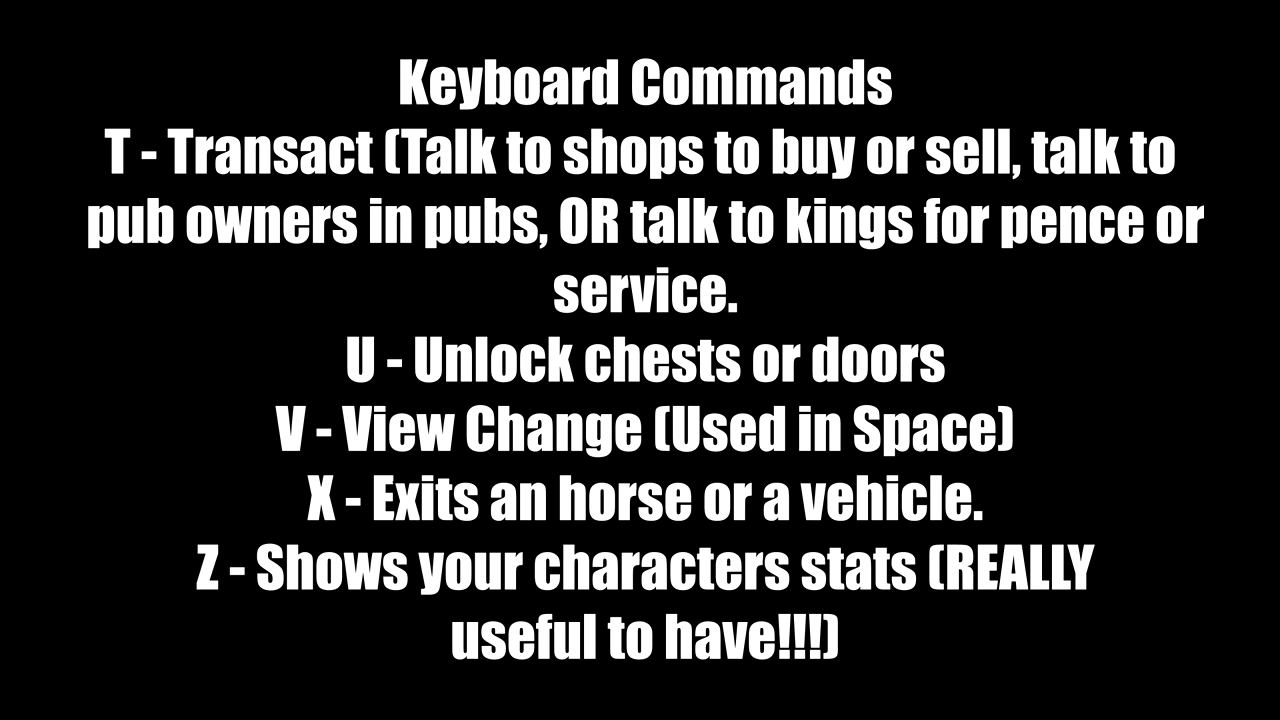 Keyboard Commands
T - Transact (Talk to shops to buy or sell, talk to
pub owners in pubs, OR talk to kings for pence or
service.
U - Unlock chests or doors
V - View Change (Used in Space)
X - Exits an horse or a vehicle.
Z - Shows your characters stats (REALLY
useful to have!!!)